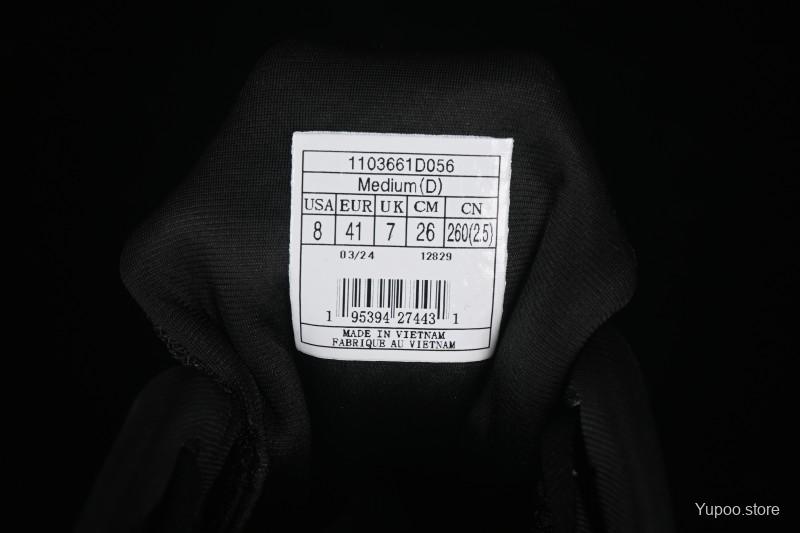 1103661D056
Medium(D)
USA EUR UK CM CN
8 41 7 26 260(2.5)
03/24 12829
1 95394 27443 1
MADE IN VIETNAM
FABRIQUE AU VIETNAM
Yupoo.store